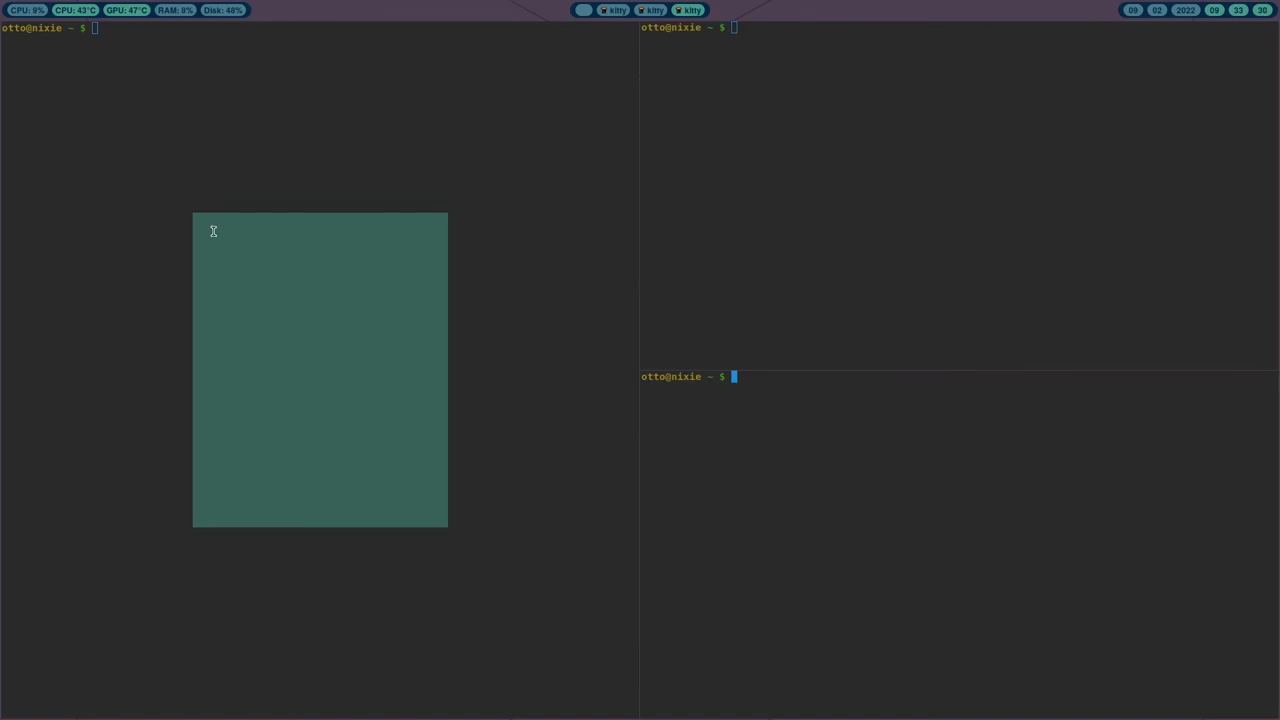 CPU: 9% CPU: 43°C GPU: 47°C RAM: 8% Disk: 48% kitty kitty kitty 09 02 2022 09 33 30
otto@nixie ~ $
otto@nixie ~ $
otto@nixie ~ $